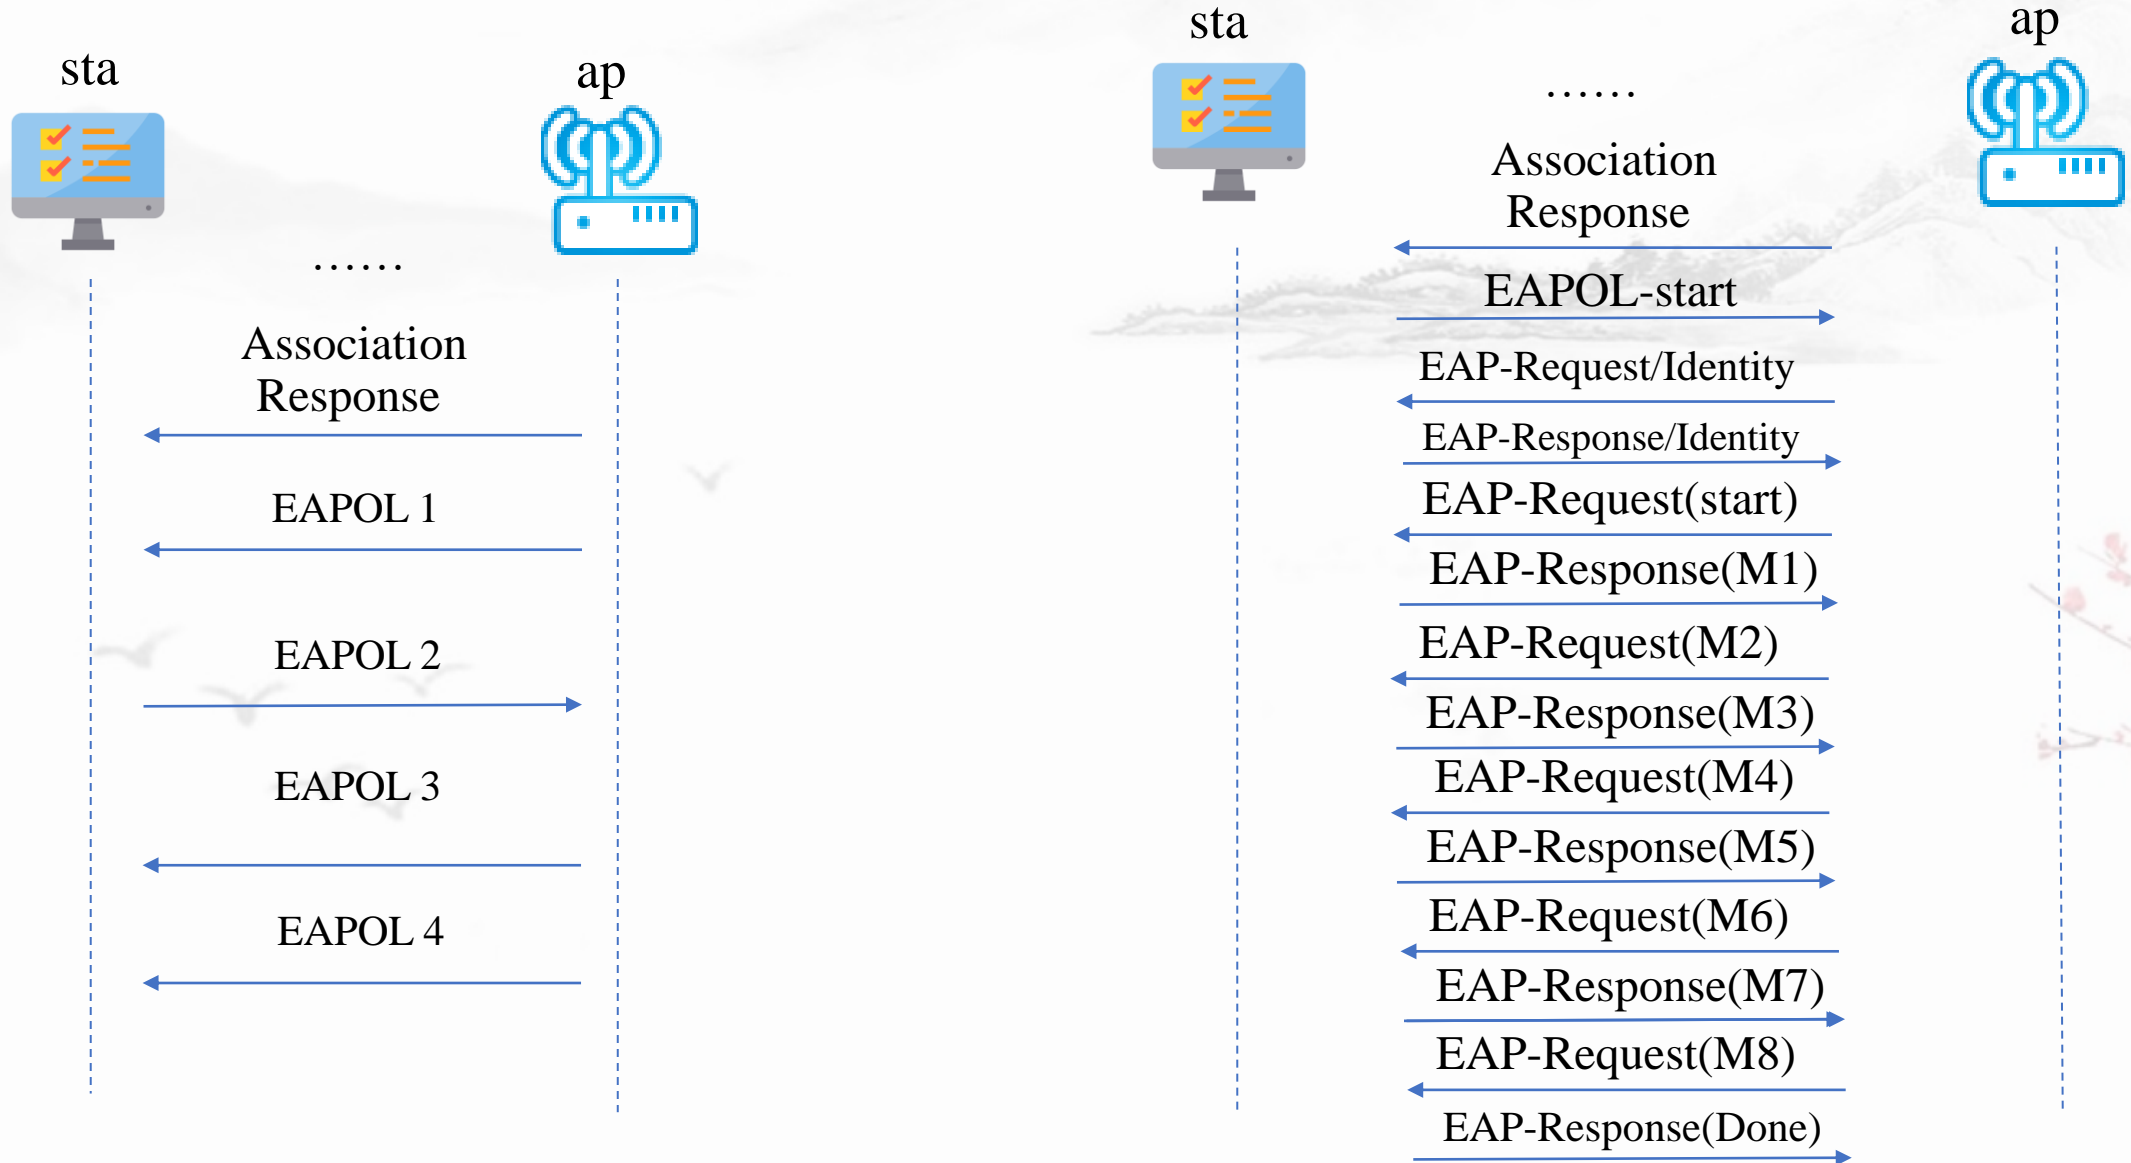 sta
ap
……
Association
Response
EAPOL 1
EAPOL 2
EAPOL 3
EAPOL 4
sta
ap
……
Association
Response
EAPOL-start
EAP-Request/Identity
EAP-Response/Identity
EAP-Request(start)
EAP-Response(M1)
EAP-Request(M2)
EAP-Response(M3)
EAP-Request(M4)
EAP-Response(M5)
EAP-Request(M6)
EAP-Response(M7)
EAP-Request(M8)
EAP-Response(Done)